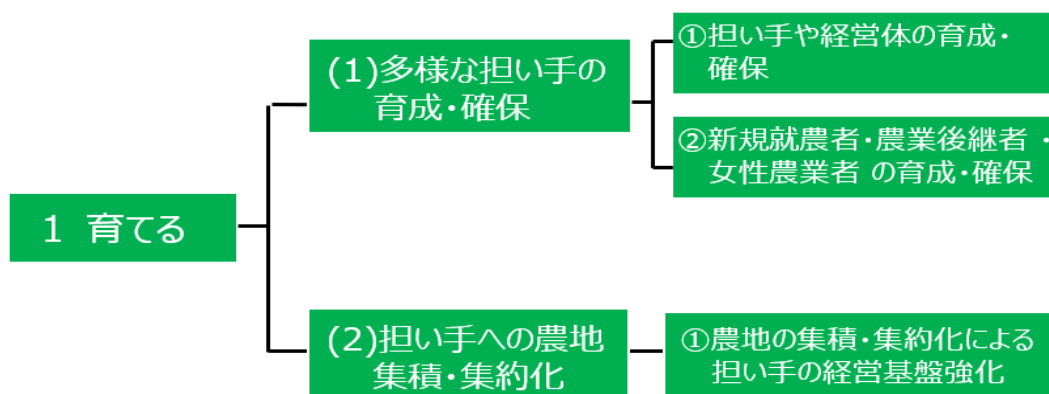 1 育てる
(1)多様な担い手の
育成・確保
①担い手や経営体の育成・
確保
②新規就農者・農業後継者 ・
女性農業者 の育成・確保
(2)担い手への農地
集積・集約化
①農地の集積・集約化による
担い手の経営基盤強化